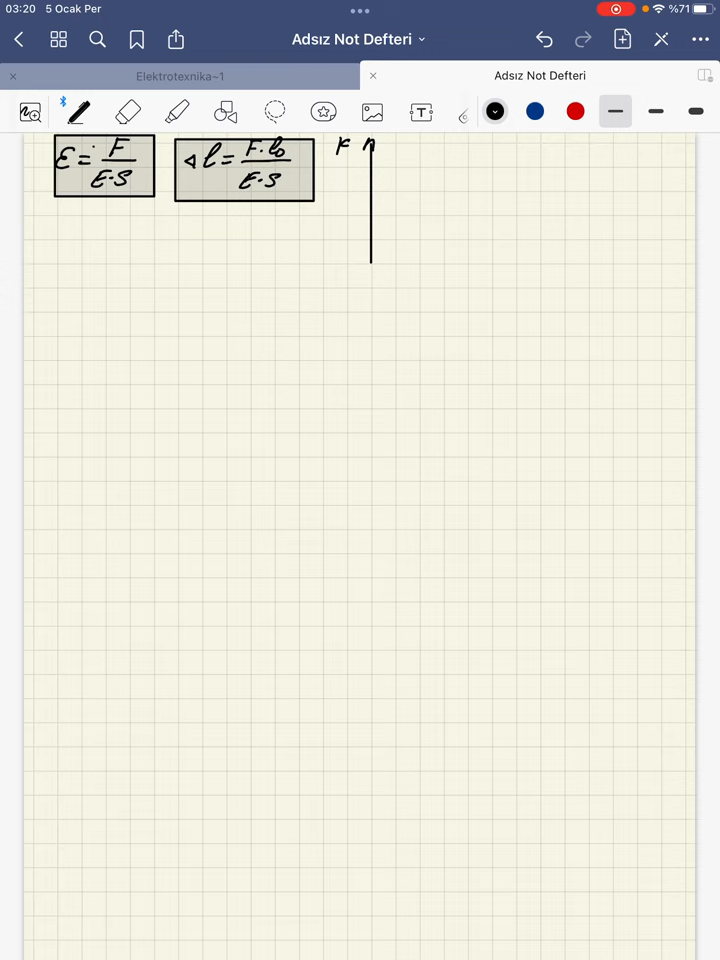 03:20 5 Ocak Per %71
Adsız Not Defteri
Elektrotexnika~1 Adsız Not Defteri
T
ε = F / E·S Δl = F·l₀ / E·S F